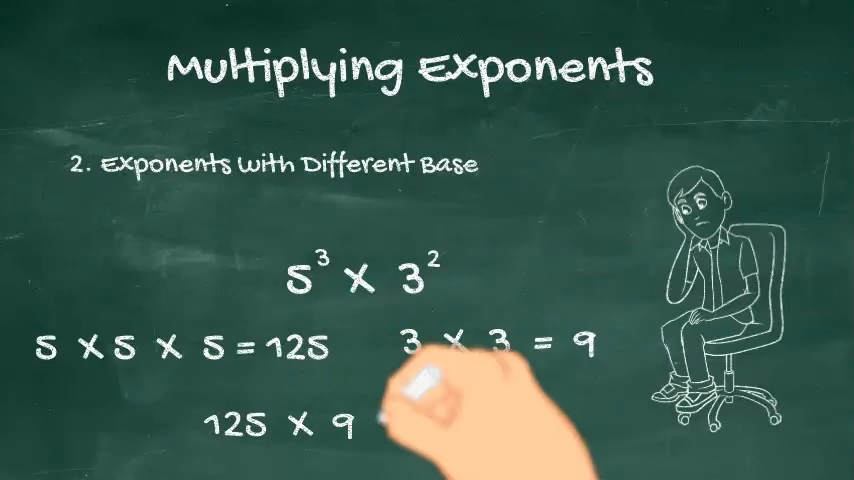 Multiplying Exponents
2. Exponents with Different Base
5³ × 3²
5 × 5 × 5 = 125 3 × 3 = 9
125 × 9